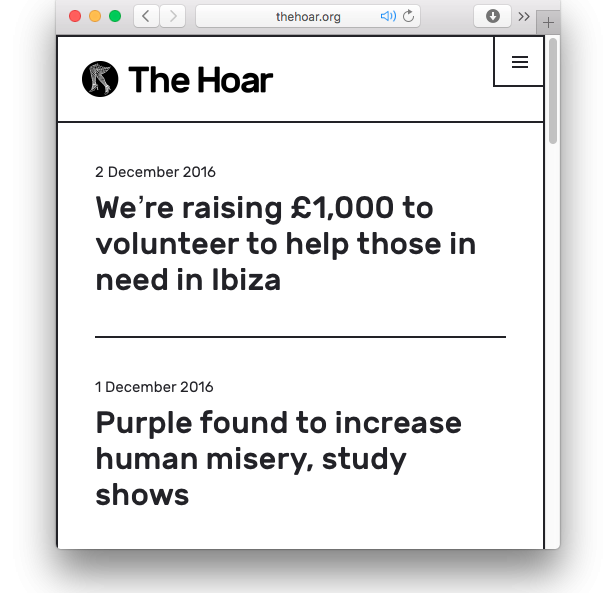 thehoar.org
The Hoar
2 December 2016
We’re raising £1,000 to
volunteer to help those in
need in Ibiza
1 December 2016
Purple found to increase
human misery, study
shows